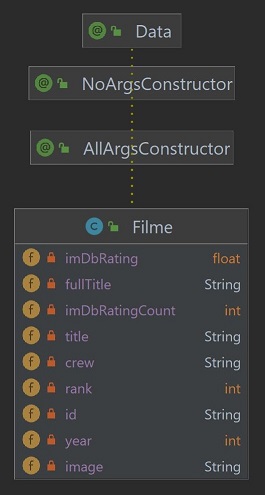 @ Data
@ NoArgsConstructor
@ AllArgsConstructor
C Filme
f imDbRating float
f fullTitle String
f imDbRatingCount int
f title String
f crew String
f rank int
f id String
f year int
f image String